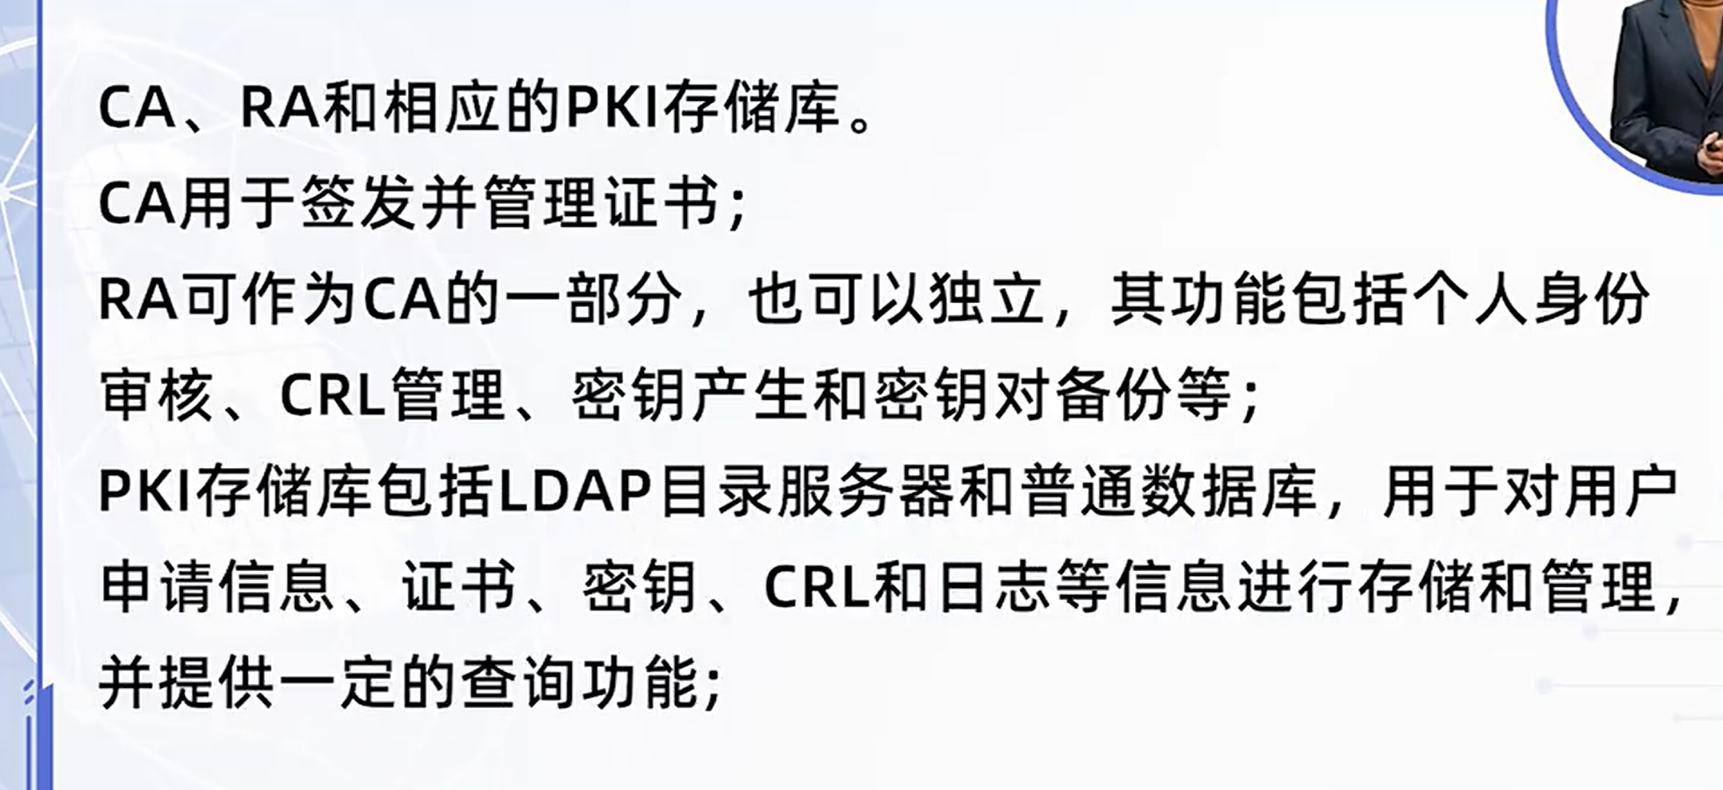 CA、RA和相应的PKI存储库。
CA用于签发并管理证书；
RA可作为CA的一部分，也可以独立，其功能包括个人身份
审核、CRL管理、密钥产生和密钥对备份等；
PKI存储库包括LDAP目录服务器和普通数据库，用于对用户
申请信息、证书、密钥、CRL和日志等信息进行存储和管理，
并提供一定的查询功能;